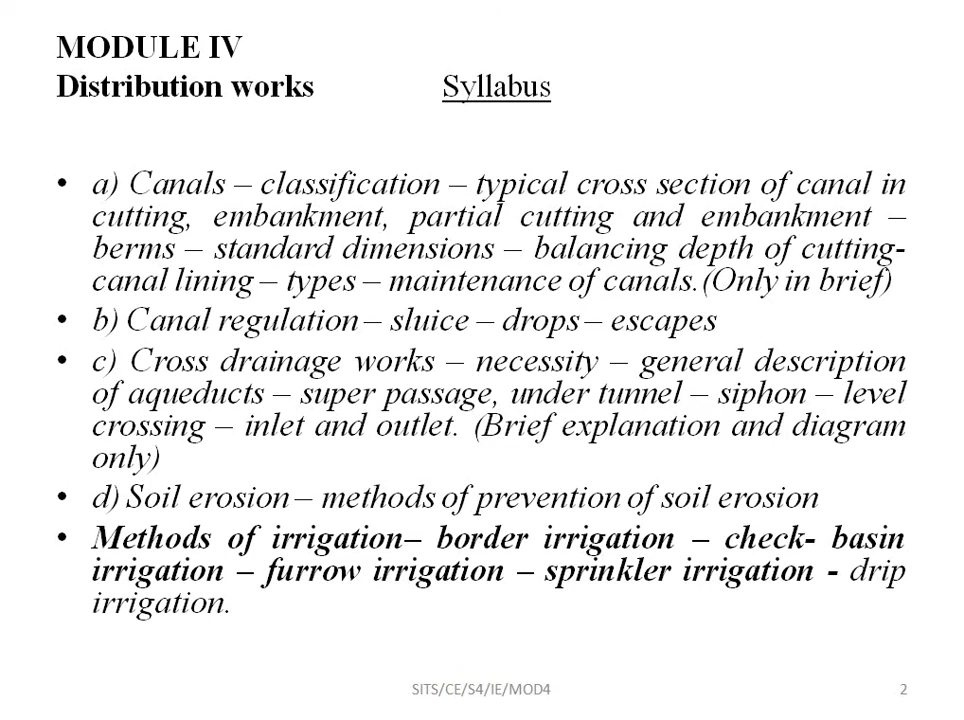 MODULE IV
Distribution works Syllabus
• a) Canals – classification – typical cross section of canal in
cutting, embankment, partial cutting and embankment –
berms – standard dimensions – balancing depth of cutting-
canal lining – types – maintenance of canals.(Only in brief)
• b) Canal regulation – sluice – drops – escapes
• c) Cross drainage works – necessity – general description
of aqueducts – super passage, under tunnel – siphon – level
crossing – inlet and outlet. (Brief explanation and diagram
only)
• d) Soil erosion – methods of prevention of soil erosion
• Methods of irrigation– border irrigation – check- basin
irrigation – furrow irrigation – sprinkler irrigation - drip
irrigation.
SITS/CE/S4/IE/MOD4 2